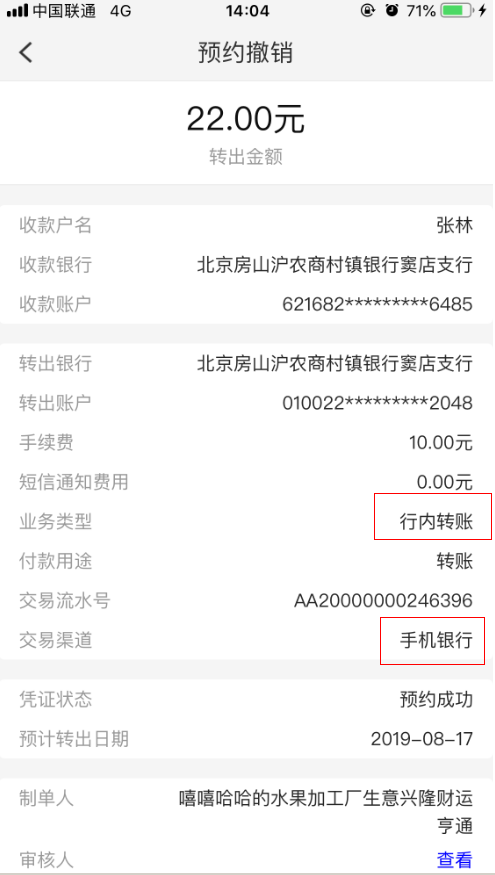 中国联通 4G 14:04 71%
预约撤销
22.00元
转出金额
收款户名 张林
收款银行 北京房山沪农商村镇银行窦店支行
收款账户 621682*********6485
转出银行 北京房山沪农商村镇银行窦店支行
转出账户 010022*********2048
手续费 10.00元
短信通知费用 0.00元
业务类型 行内转账
付款用途 转账
交易流水号 AA20000000246396
交易渠道 手机银行
凭证状态 预约成功
预计转出日期 2019-08-17
制单人 嘻嘻哈哈的水果加工厂生意兴隆财运
亨通
审核人 查看